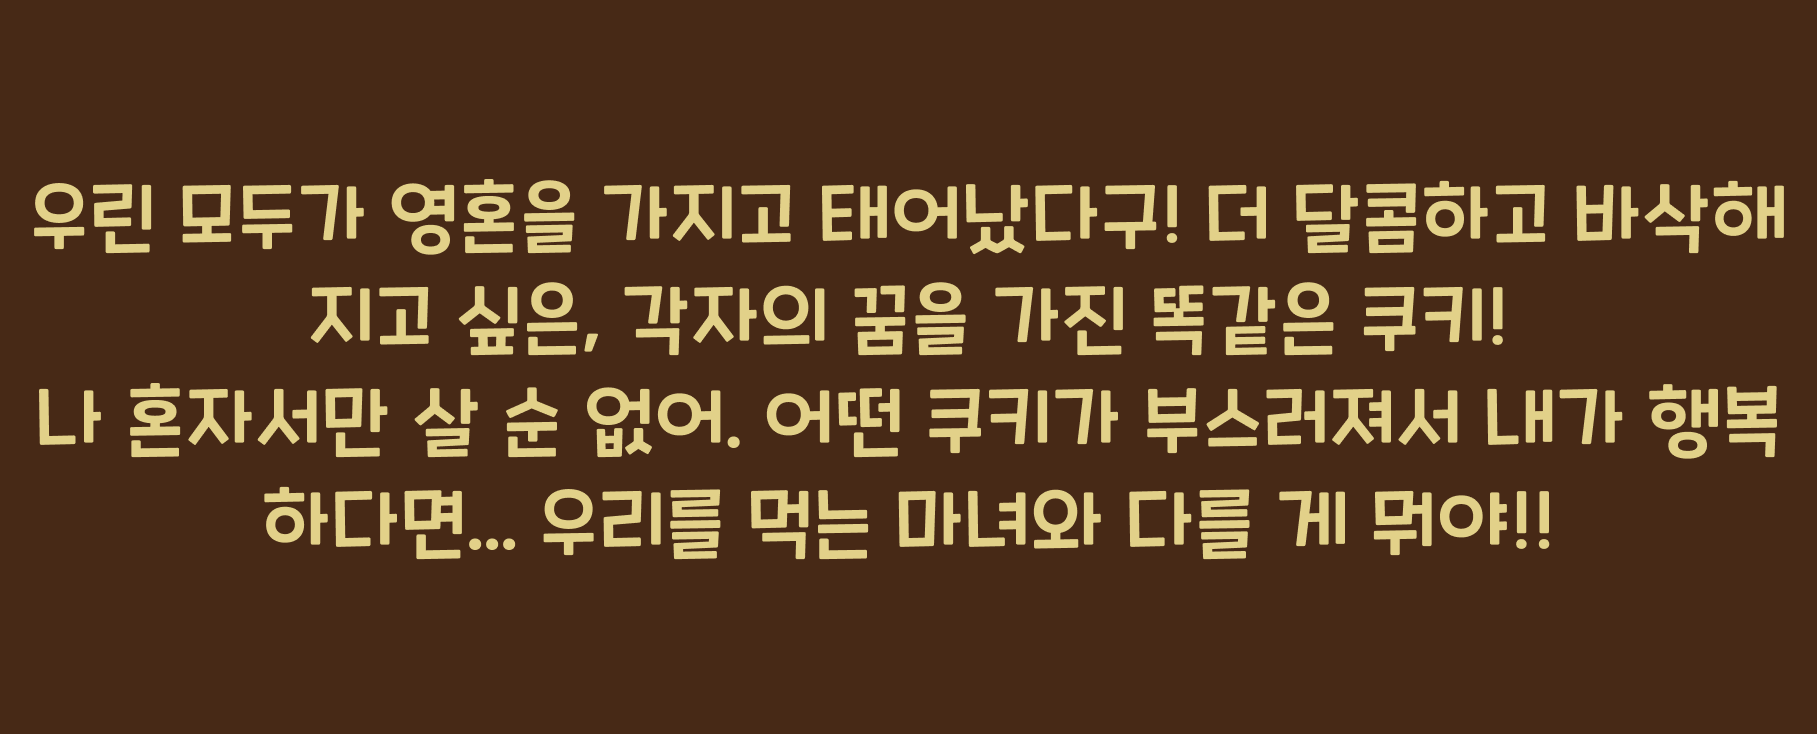 우린 모두가 영혼을 가지고 태어났다구! 더 달콤하고 바삭해
지고 싶은, 각자의 꿈을 가진 똑같은 쿠키!
나 혼자서만 살 순 없어. 어떤 쿠키가 부스러져서 내가 행복
하다면... 우리를 먹는 마녀와 다를 게 뭐야!!